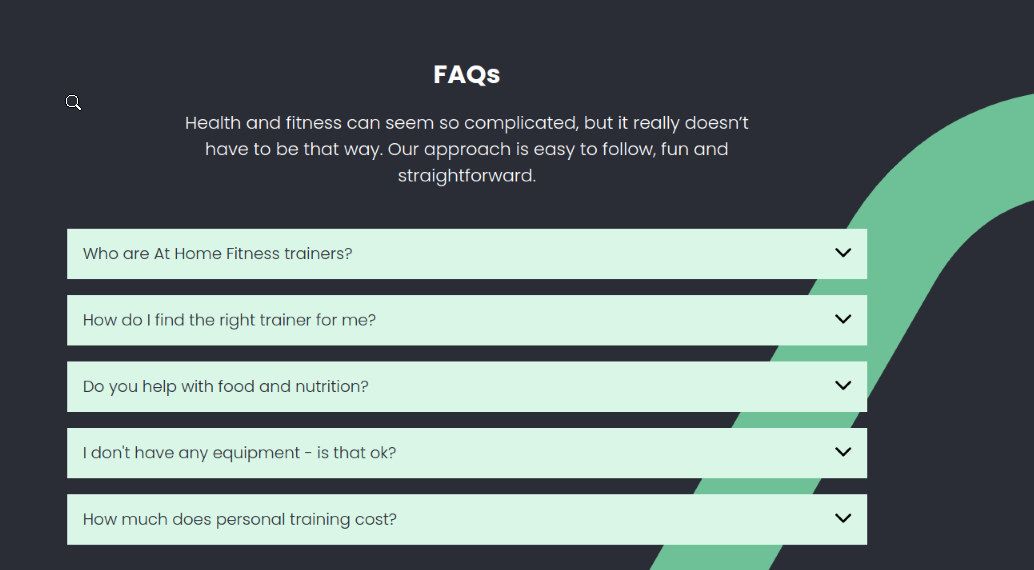 FAQs
Health and fitness can seem so complicated, but it really doesn’t
have to be that way. Our approach is easy to follow, fun and
straightforward.
Who are At Home Fitness trainers?
How do I find the right trainer for me?
Do you help with food and nutrition?
I don't have any equipment - is that ok?
How much does personal training cost?